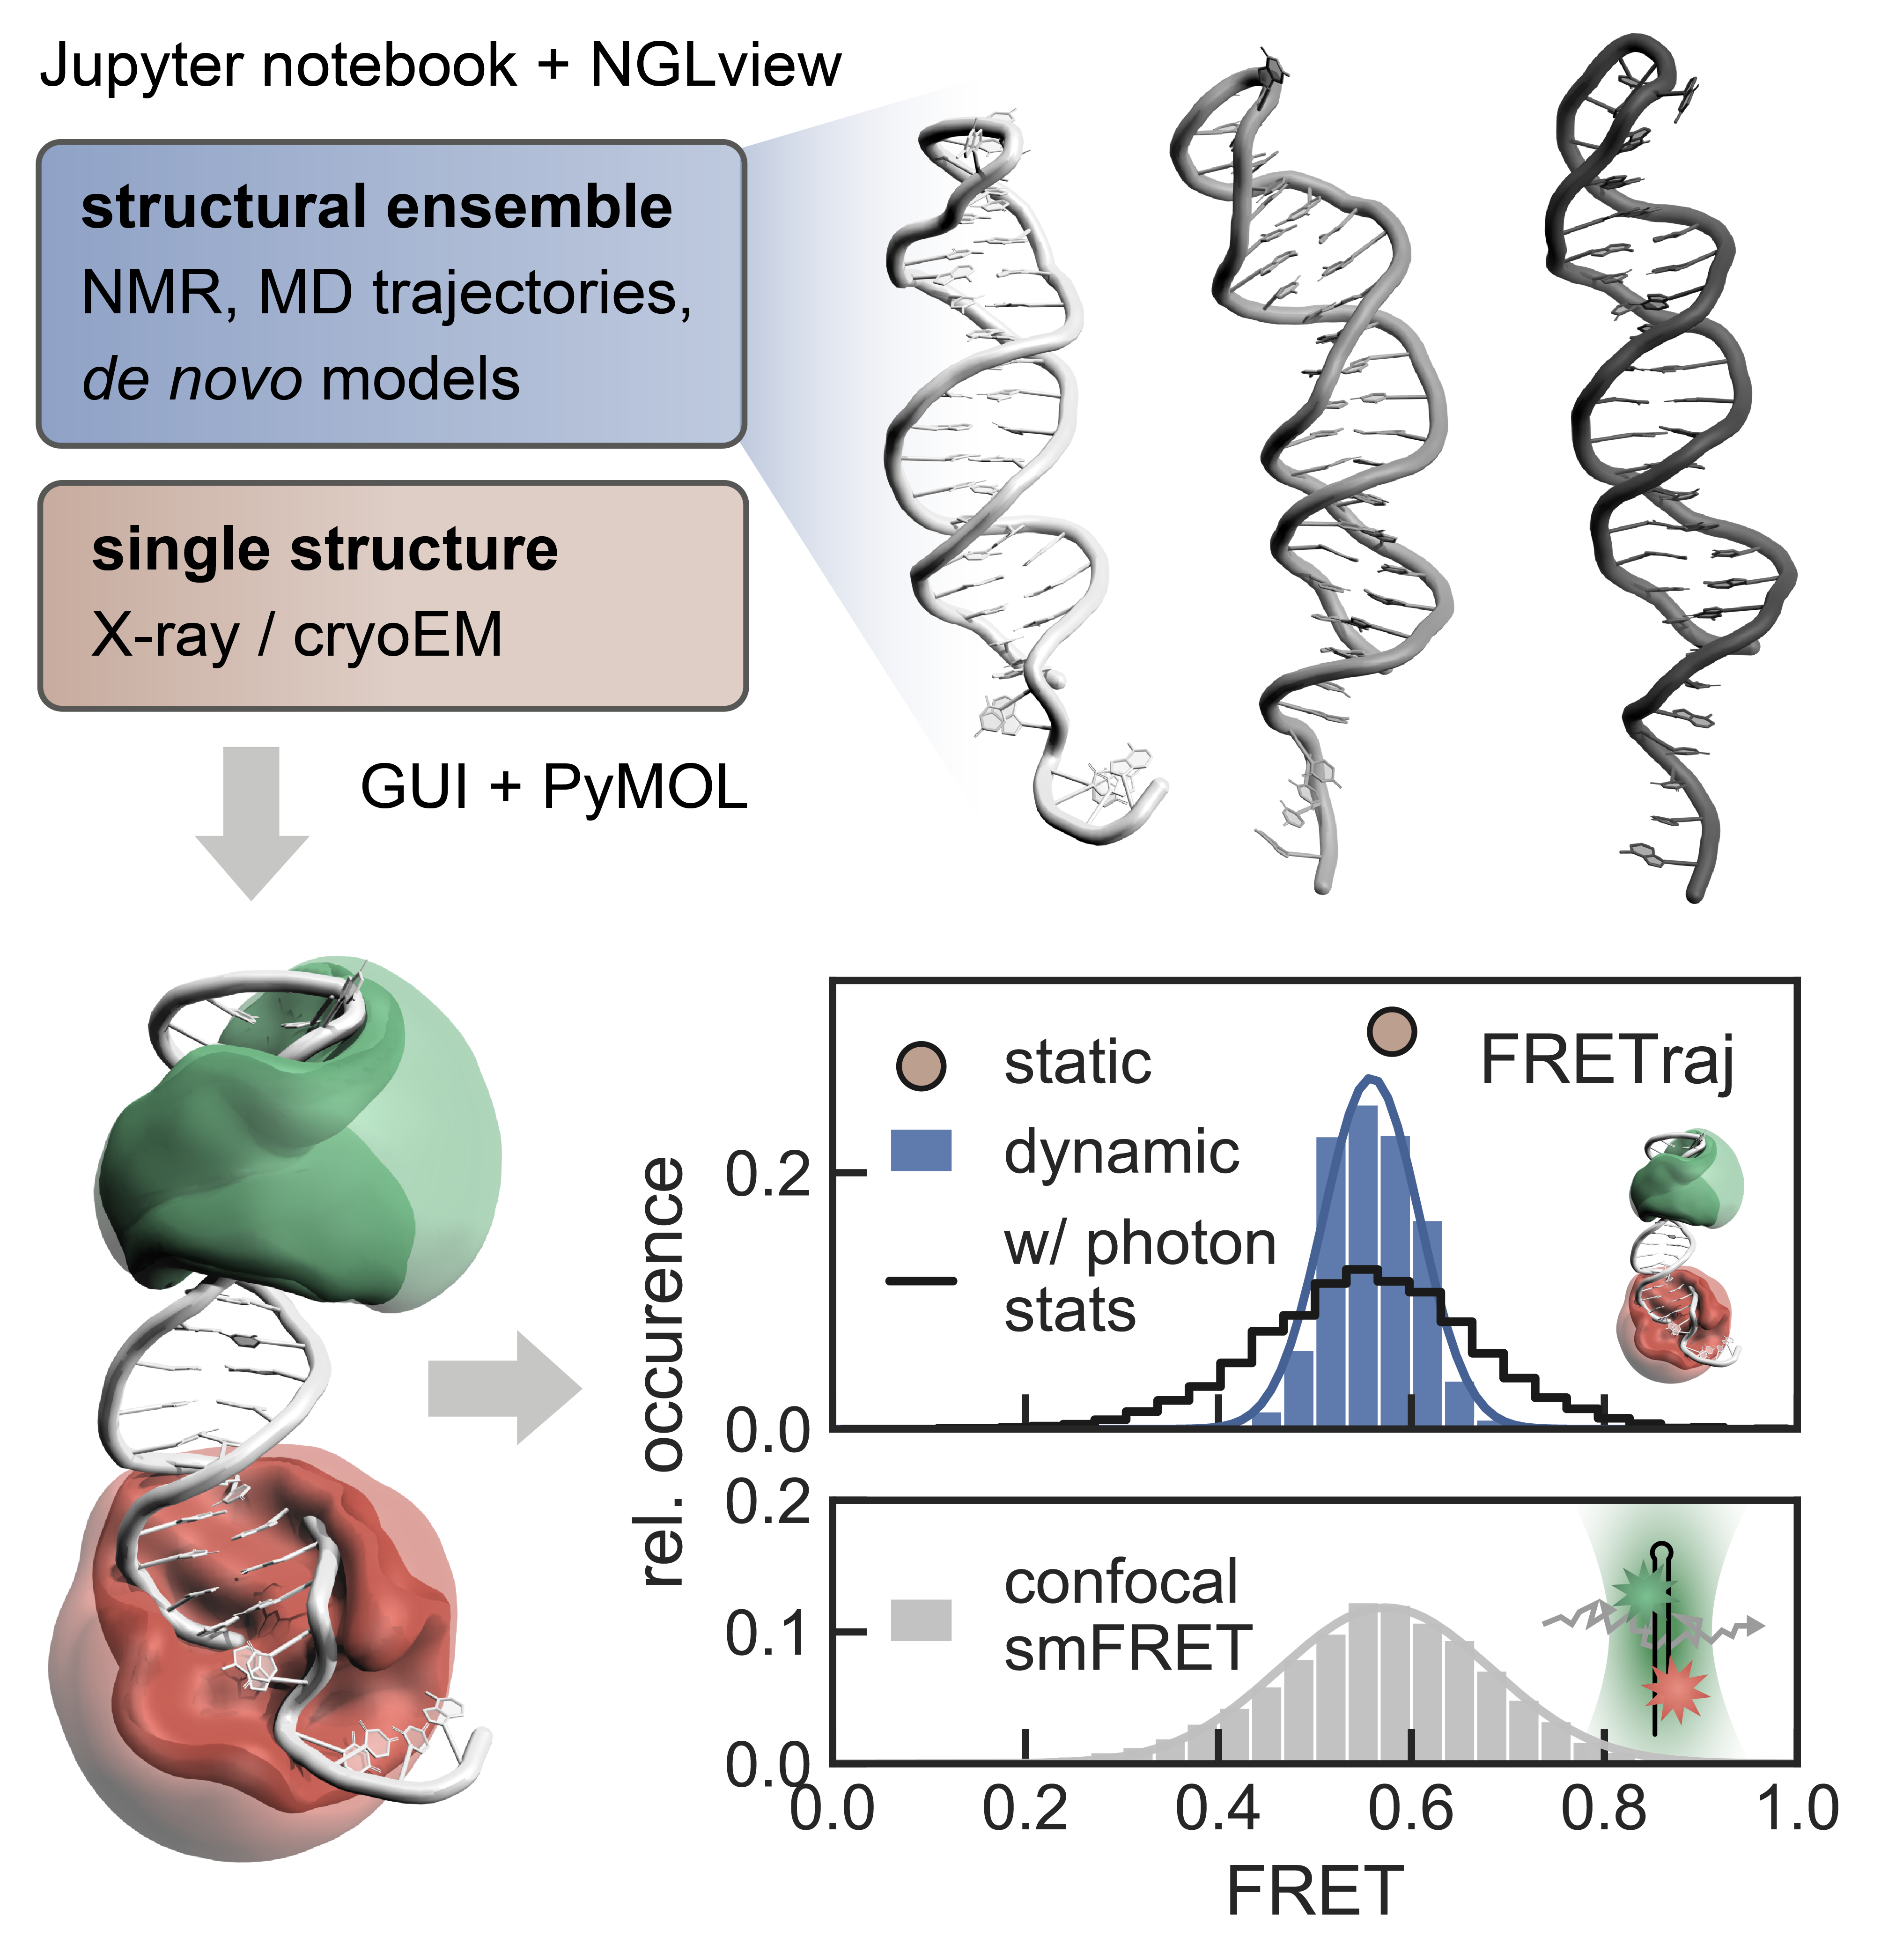 Jupyter notebook + NGLview
structural ensemble
NMR, MD trajectories,
de novo models
single structure
X-ray / cryoEM
GUI + PyMOL
static
FRETraj
dynamic
w/ photon
stats
rel. occurence
0.2
0.0
0.2
0.1
0.0
confocal
smFRET
0.0 0.2 0.4 0.6 0.8 1.0
FRET